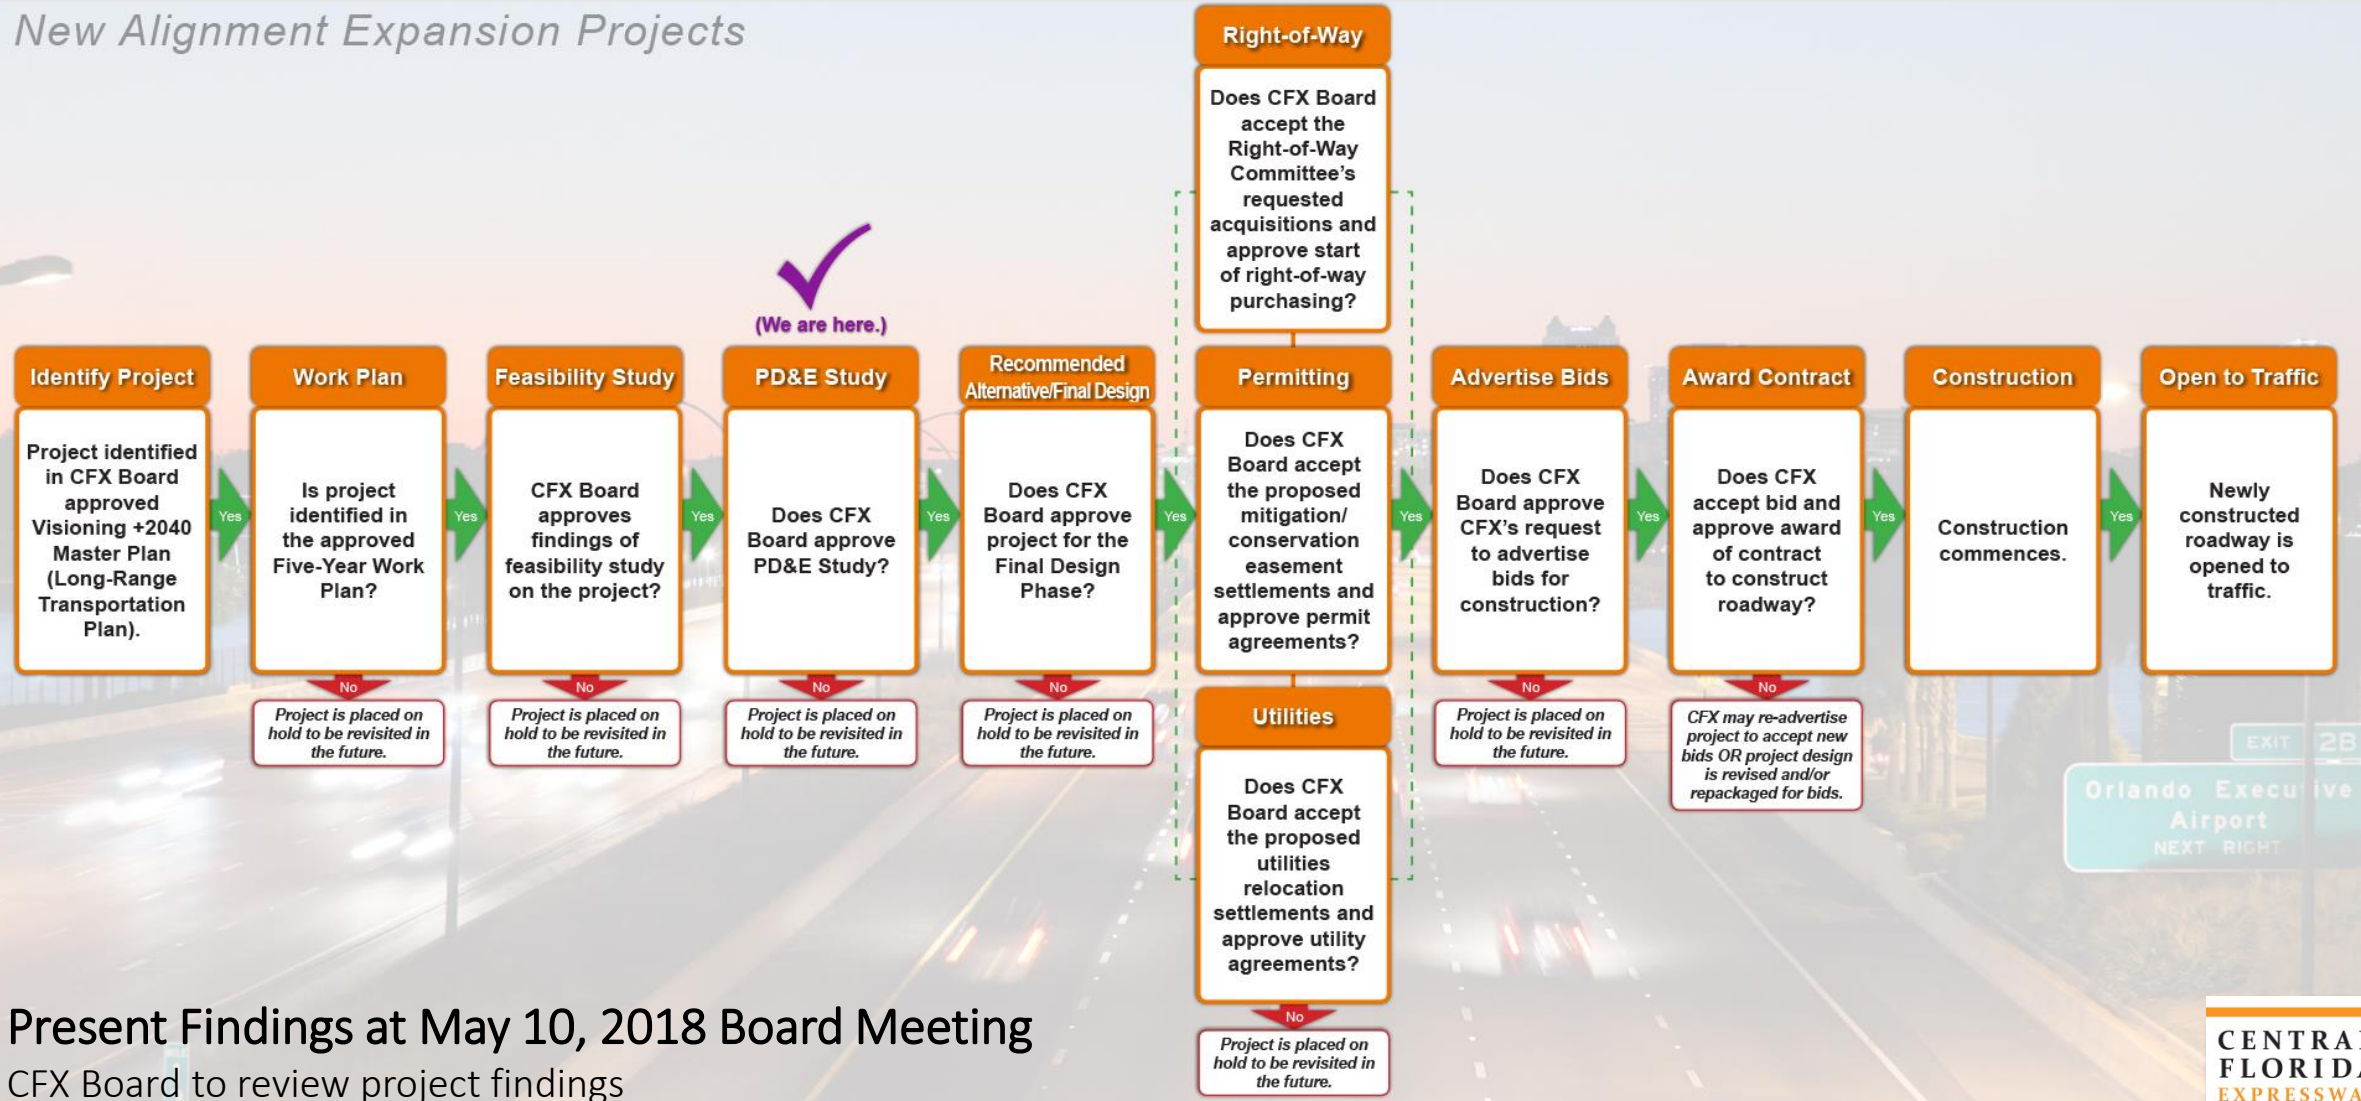 New Alignment Expansion Projects
Right-of-Way
Does CFX Board
accept the
Right-of-Way
Committee's
requested
acquisitions and
approve start
of right-of-way
purchasing?
(We are here.)
Identify Project
Project identified
in CFX Board
approved
Visioning +2040
Master Plan
(Long-Range
Transportation
Plan).
Yes
Work Plan
Is project
identified in
the approved
Five-Year Work
Plan?
No
Project is placed on
hold to be revisited in
the future.
Yes
Feasibility Study
CFX Board
approves
findings of
feasibility study
on the project?
No
Project is placed on
hold to be revisited in
the future.
Yes
PD&E Study
Does CFX
Board approve
PD&E Study?
No
Project is placed on
hold to be revisited in
the future.
Yes
Recommended
Alternative/Final Design
Does CFX
Board approve
project for the
Final Design
Phase?
No
Project is placed on
hold to be revisited in
the future.
Yes
Permitting
Does CFX
Board accept
the proposed
mitigation/
conservation
easement
settlements and
approve permit
agreements?
Utilities
Does CFX
Board accept
the proposed
utilities
relocation
settlements and
approve utility
agreements?
No
Project is placed on
hold to be revisited in
the future.
Yes
Advertise Bids
Does CFX
Board approve
CFX's request
to advertise
bids for
construction?
No
Project is placed on
hold to be revisited in
the future.
Yes
Award Contract
Does CFX
accept bid and
approve award
of contract
to construct
roadway?
No
CFX may re-advertise
project to accept new
bids OR project design
is revised and/or
repackaged for bids.
Yes
Construction
Construction
commences.
Yes
Open to Traffic
Newly
constructed
roadway is
opened to
traffic.
EXIT 2B
Orlando Executive
Airport
NEXT RIGHT
Present Findings at May 10, 2018 Board Meeting
CFX Board to review project findings
CENTRAL
FLORIDA
EXPRESSWA